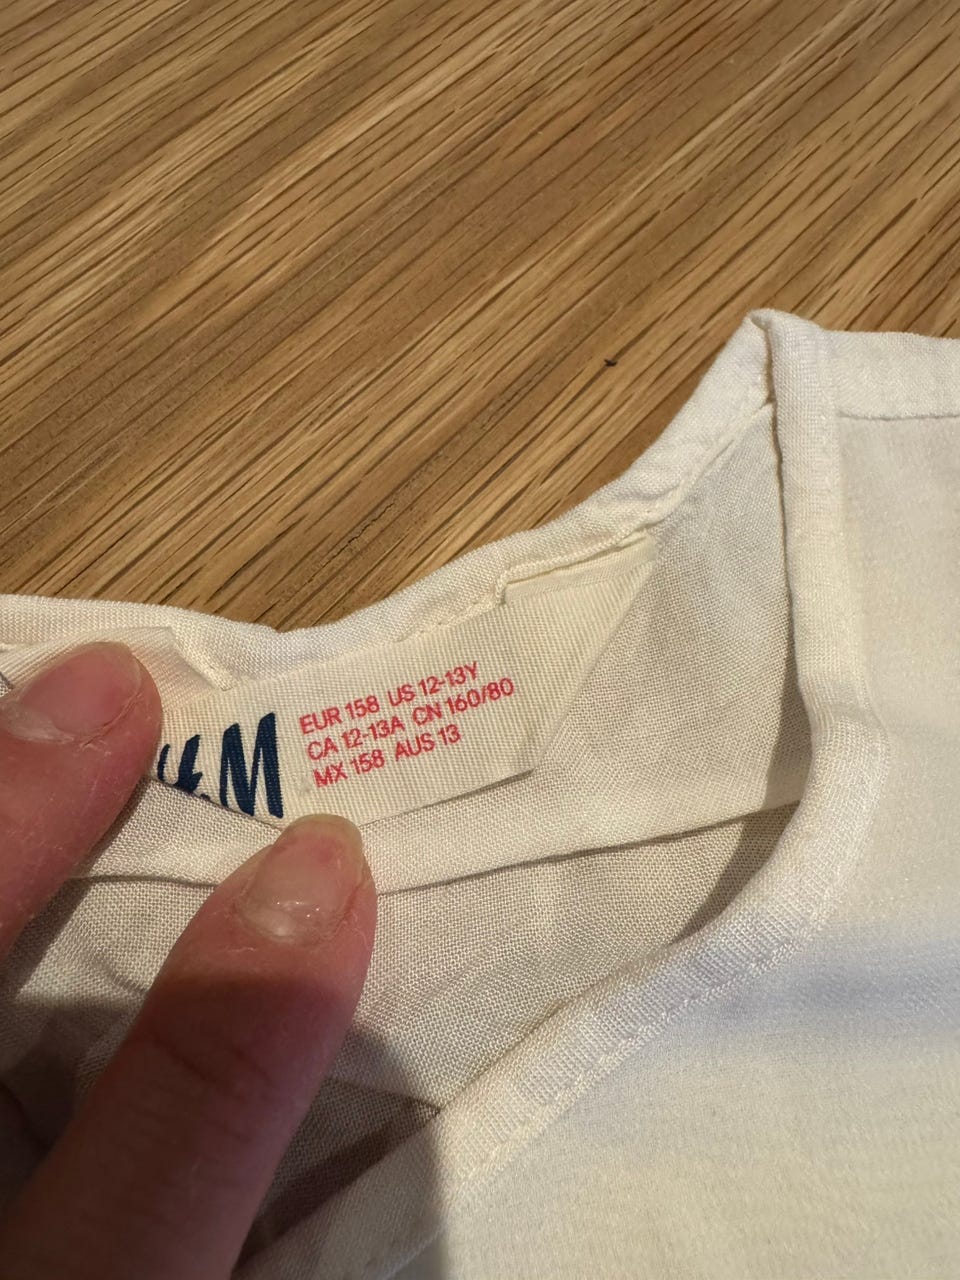 H&M
EUR 158 US 12-13Y
CA 12-13A CN 160/80
MX 158 AUS 13